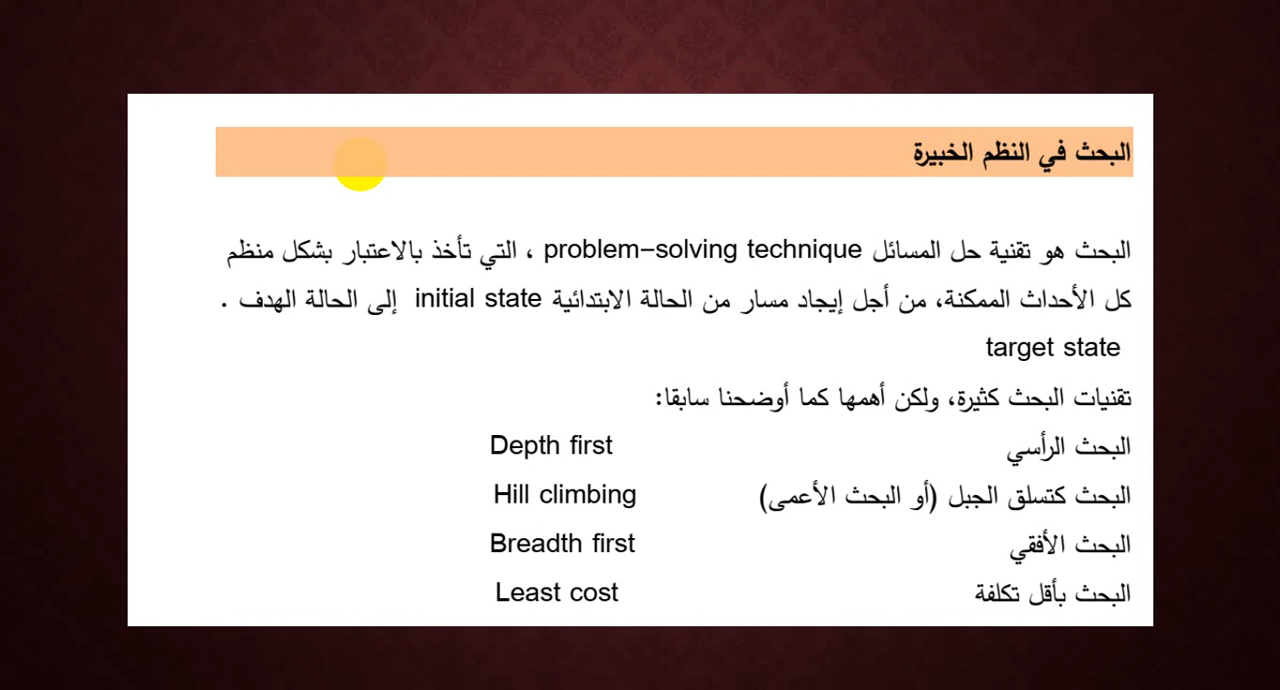 البحث في النظم الخبيرة
البحث هو تقنية حل المسائل problem-solving technique ، التي تأخذ بالاعتبار بشكل منظم
كل الأحداث الممكنة، من أجل إيجاد مسار من الحالة الابتدائية initial state إلى الحالة الهدف .
target state
تقنيات البحث كثيرة، ولكن أهمها كما أوضحنا سابقا:
البحث الرأسي Depth first
البحث كتسلق الجبل (أو البحث الأعمى) Hill climbing
البحث الأفقي Breadth first
البحث بأقل تكلفة Least cost